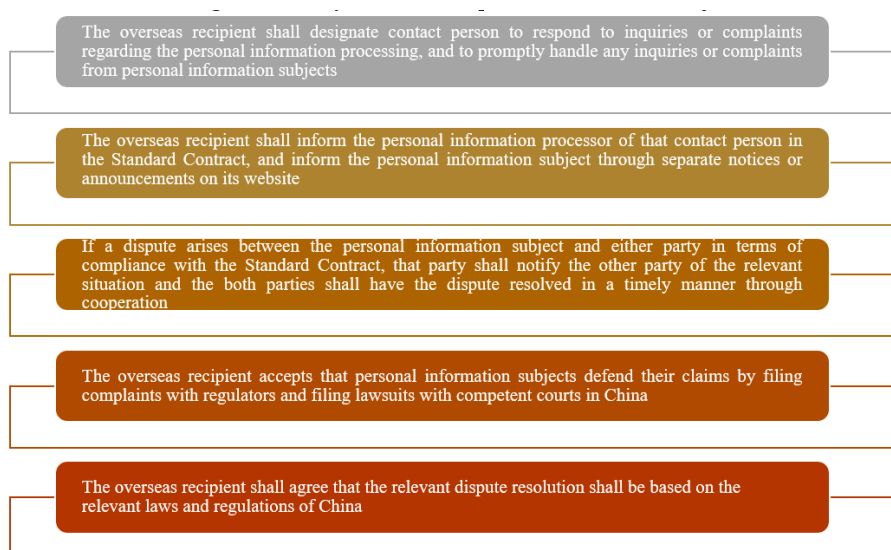 The overseas recipient shall designate contact person to respond to inquiries or complaints
regarding the personal information processing, and to promptly handle any inquiries or complaints
from personal information subjects
The overseas recipient shall inform the personal information processor of that contact person in
the Standard Contract, and inform the personal information subject through separate notices or
announcements on its website
If a dispute arises between the personal information subject and either party in terms of
compliance with the Standard Contract, that party shall notify the other party of the relevant
situation and the both parties shall have the dispute resolved in a timely manner through
cooperation
The overseas recipient accepts that personal information subjects defend their claims by filing
complaints with regulators and filing lawsuits with competent courts in China
The overseas recipient shall agree that the relevant dispute resolution shall be based on the
relevant laws and regulations of China